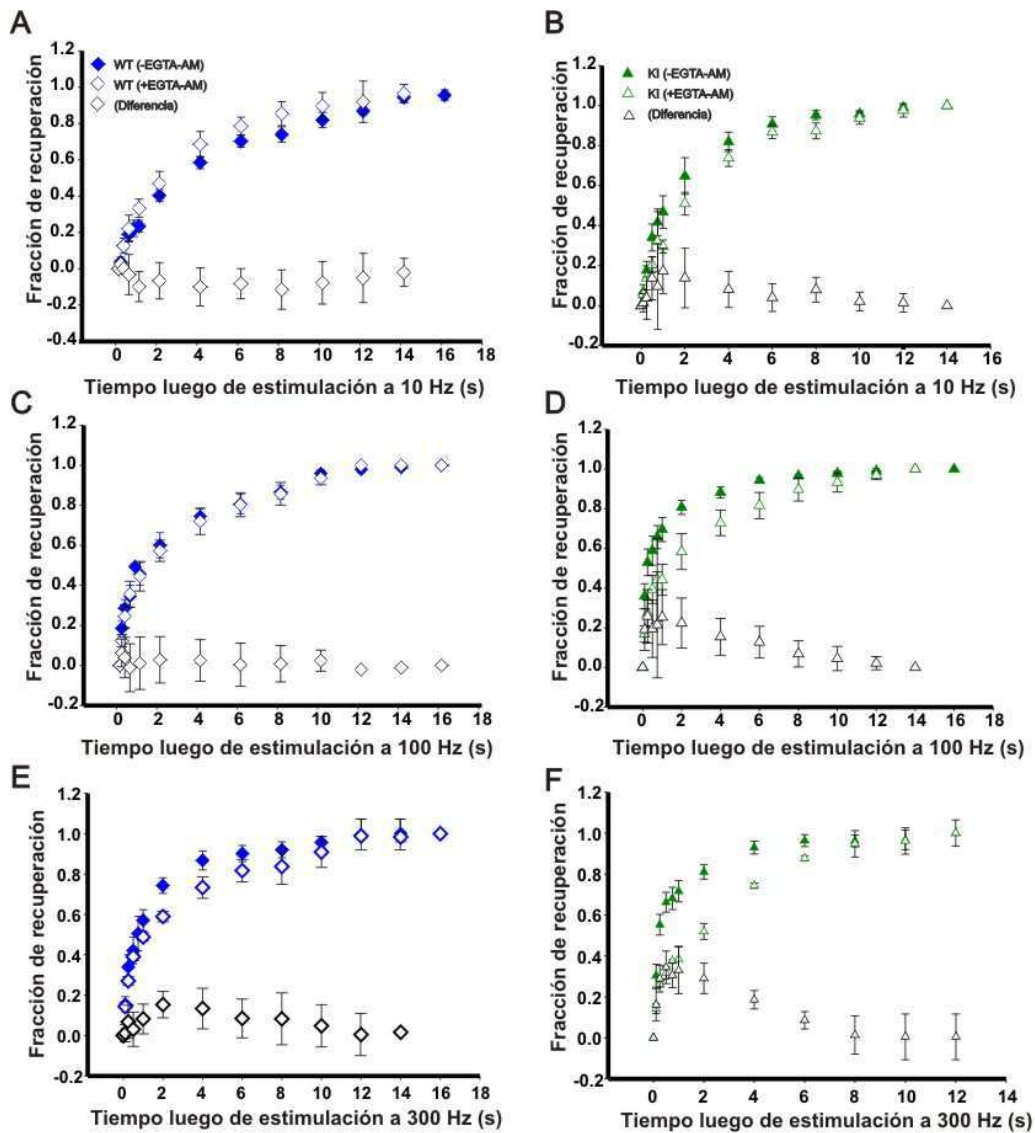 A
Fracción de recuperación
1.2
1.0
0.8
0.6
0.4
0.2
0.0
-0.2
-0.4
WT (-EGTA-AM)
WT (+EGTA-AM)
(Diferencia)
0 2 4 6 8 10 12 14 16 18
Tiempo luego de estimulación a 10 Hz (s)
B
Fracción de recuperación
1.2
1.0
0.8
0.6
0.4
0.2
0.0
-0.2
KI (-EGTA-AM)
KI (+EGTA-AM)
(Diferencia)
0 2 4 6 8 10 12 14 16
Tiempo luego de estimulación a 10 Hz (s)
C
Fracción de recuperación
1.2
1.0
0.8
0.6
0.4
0.2
0.0
-0.2
0 2 4 6 8 10 12 14 16 18
Tiempo luego de estimulación a 100 Hz (s)
D
Fracción de recuperación
1.2
1.0
0.8
0.6
0.4
0.2
0.0
-0.2
0 2 4 6 8 10 12 14 16 18
Tiempo luego de estimulación a 100 Hz (s)
E
Fracción de recuperación
1.2
1.0
0.8
0.6
0.4
0.2
0.0
-0.2
0 2 4 6 8 10 12 14 16 18
Tiempo luego de estimulación a 300 Hz (s)
F
Fracción de recuperación
1.2
1.0
0.8
0.6
0.4
0.2
0.0
-0.2
0 2 4 6 8 10 12 14
Tiempo luego de estimulación a 300 Hz (s)